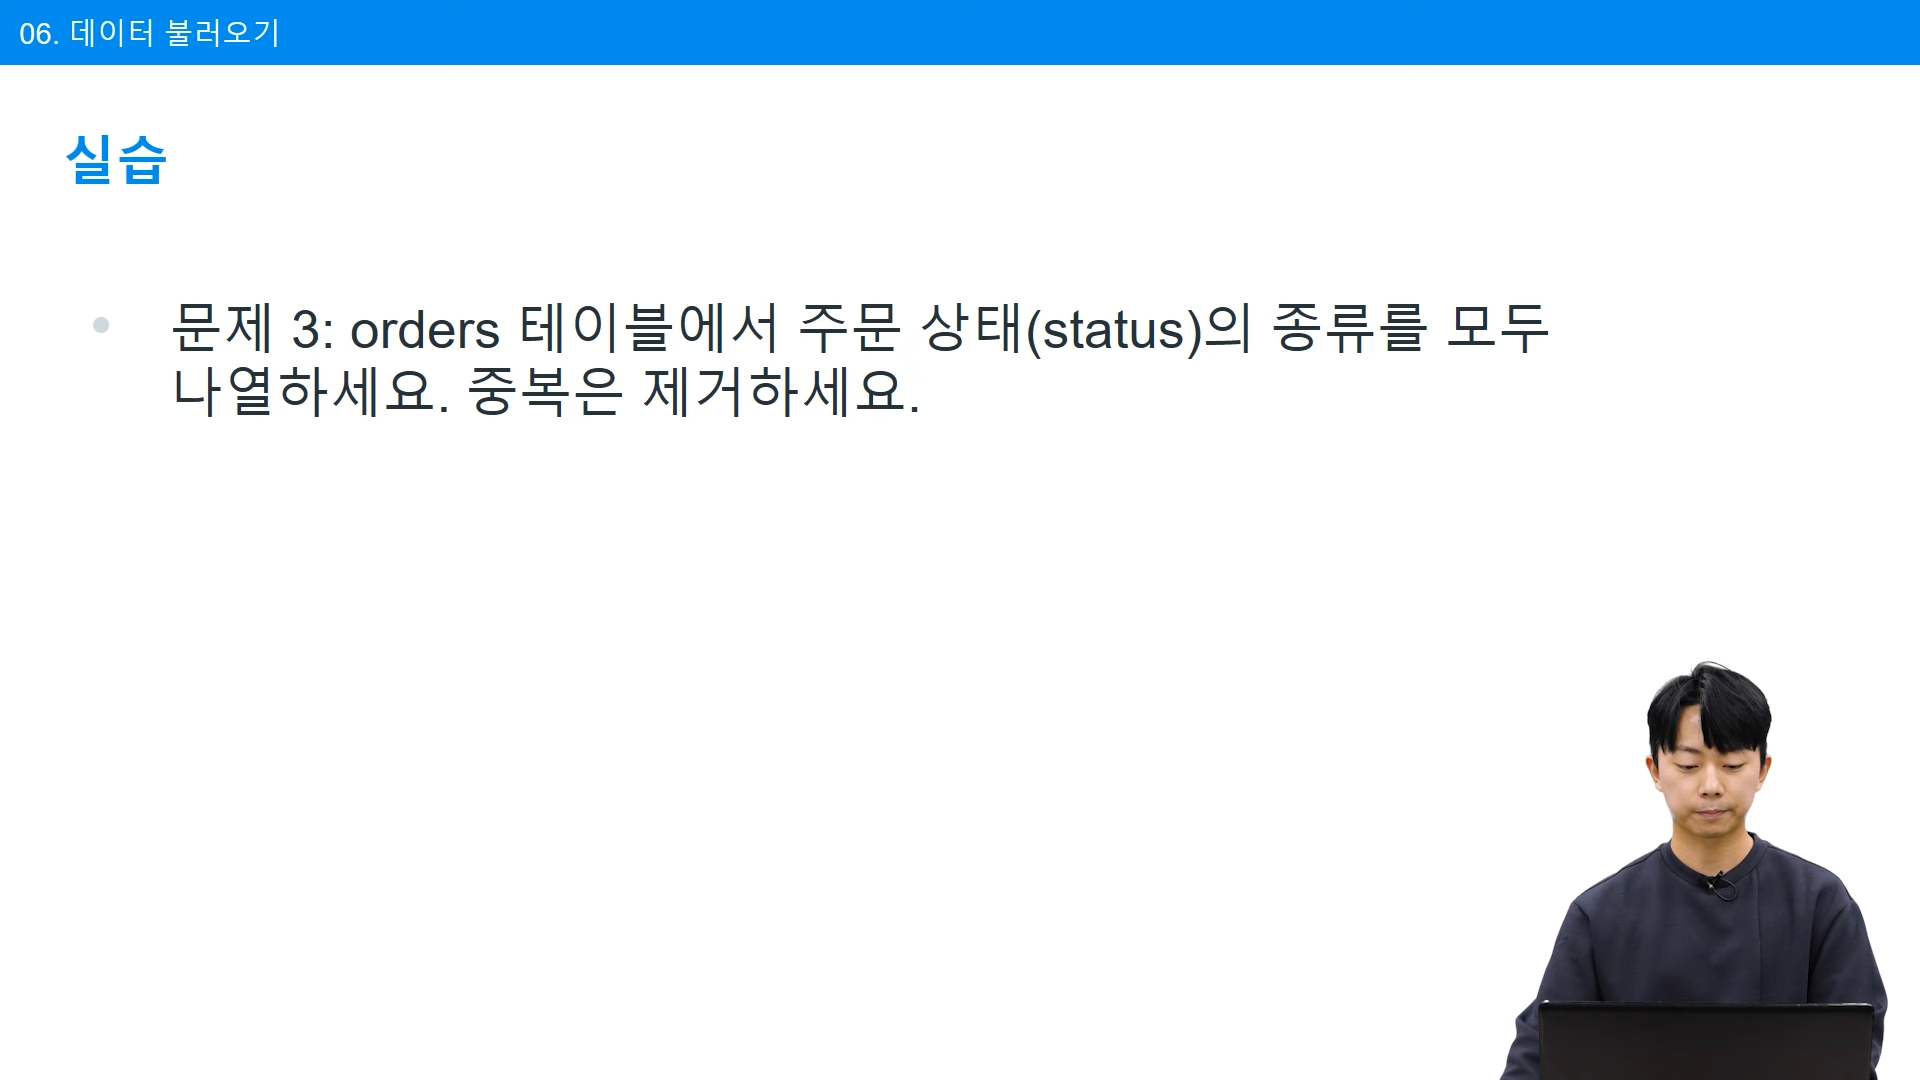 06. 데이터 불러오기
실습
문제 3: orders 테이블에서 주문 상태(status)의 종류를 모두
나열하세요. 중복은 제거하세요.